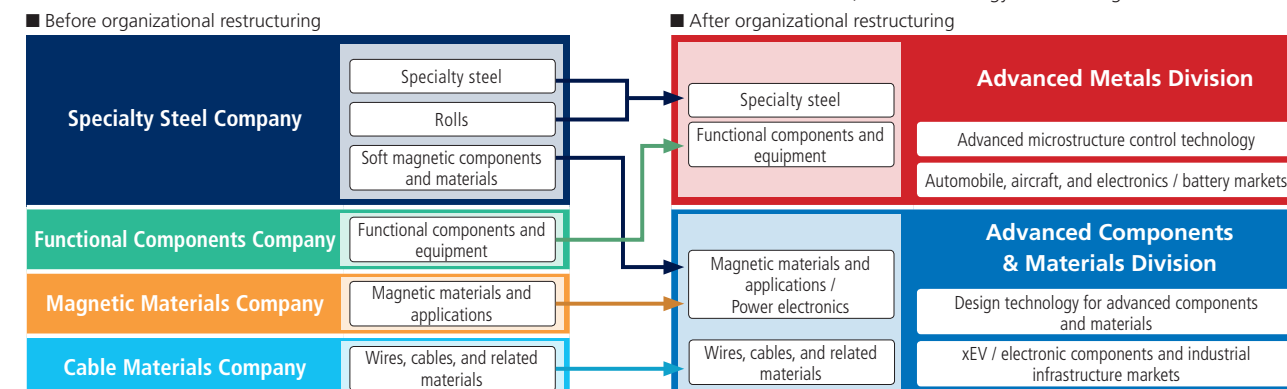 ■ Before organizational restructuring
■ After organizational restructuring
Specialty Steel Company
Specialty steel
Rolls
Soft magnetic components
and materials
Functional Components Company
Functional components and
equipment
Magnetic Materials Company
Magnetic materials and
applications
Cable Materials Company
Wires, cables, and related
materials
Specialty steel
Functional components and
equipment
Advanced Metals Division
Advanced microstructure control technology
Automobile, aircraft, and electronics / battery markets
Magnetic materials and
applications /
Power electronics
Wires, cables, and related
materials
Advanced Components
& Materials Division
Design technology for advanced components
and materials
xEV / electronic components and industrial
infrastructure markets